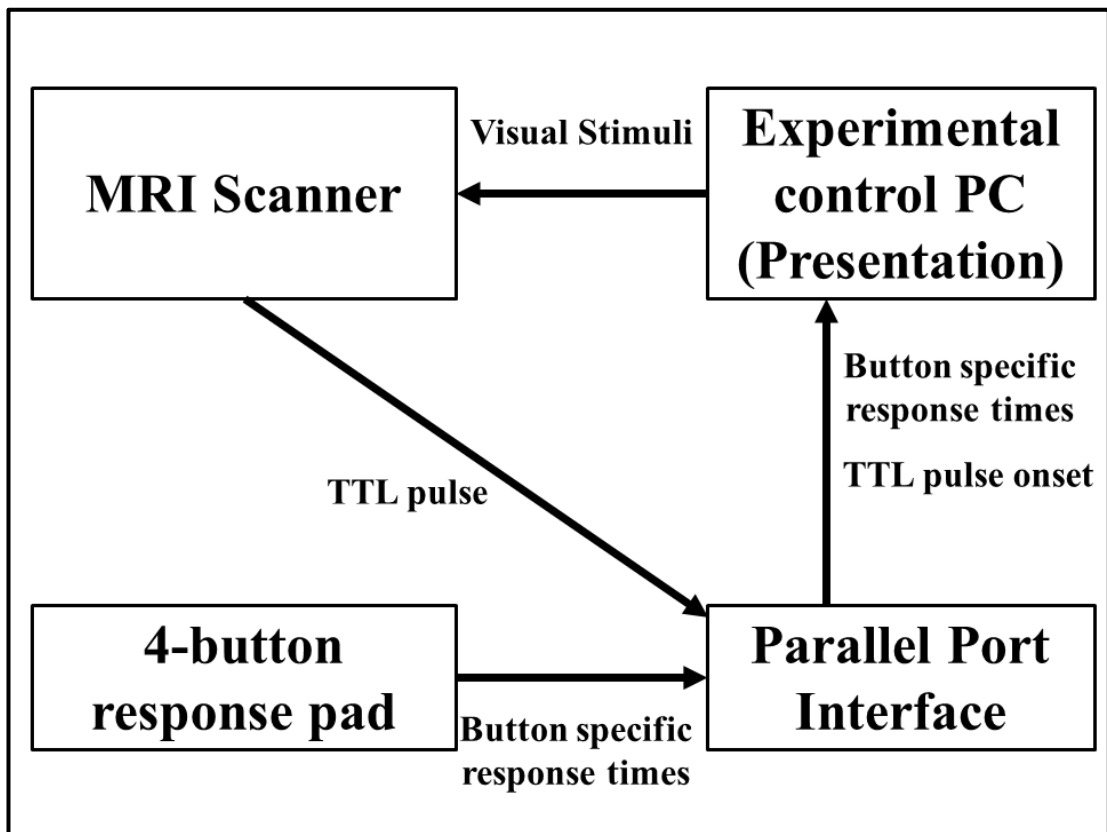 MRI Scanner
Visual Stimuli
Experimental
control PC
(Presentation)
Button specific
response times
TTL pulse onset
TTL pulse
4-button
response pad
Button specific
response times
Parallel Port
Interface